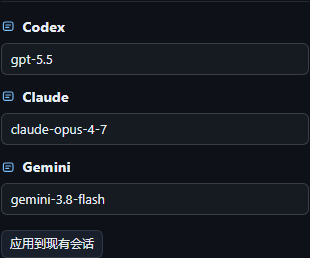 Codex
gpt-5.5
Claude
claude-opus-4-7
Gemini
gemini-3.8-flash
应用到现有会话